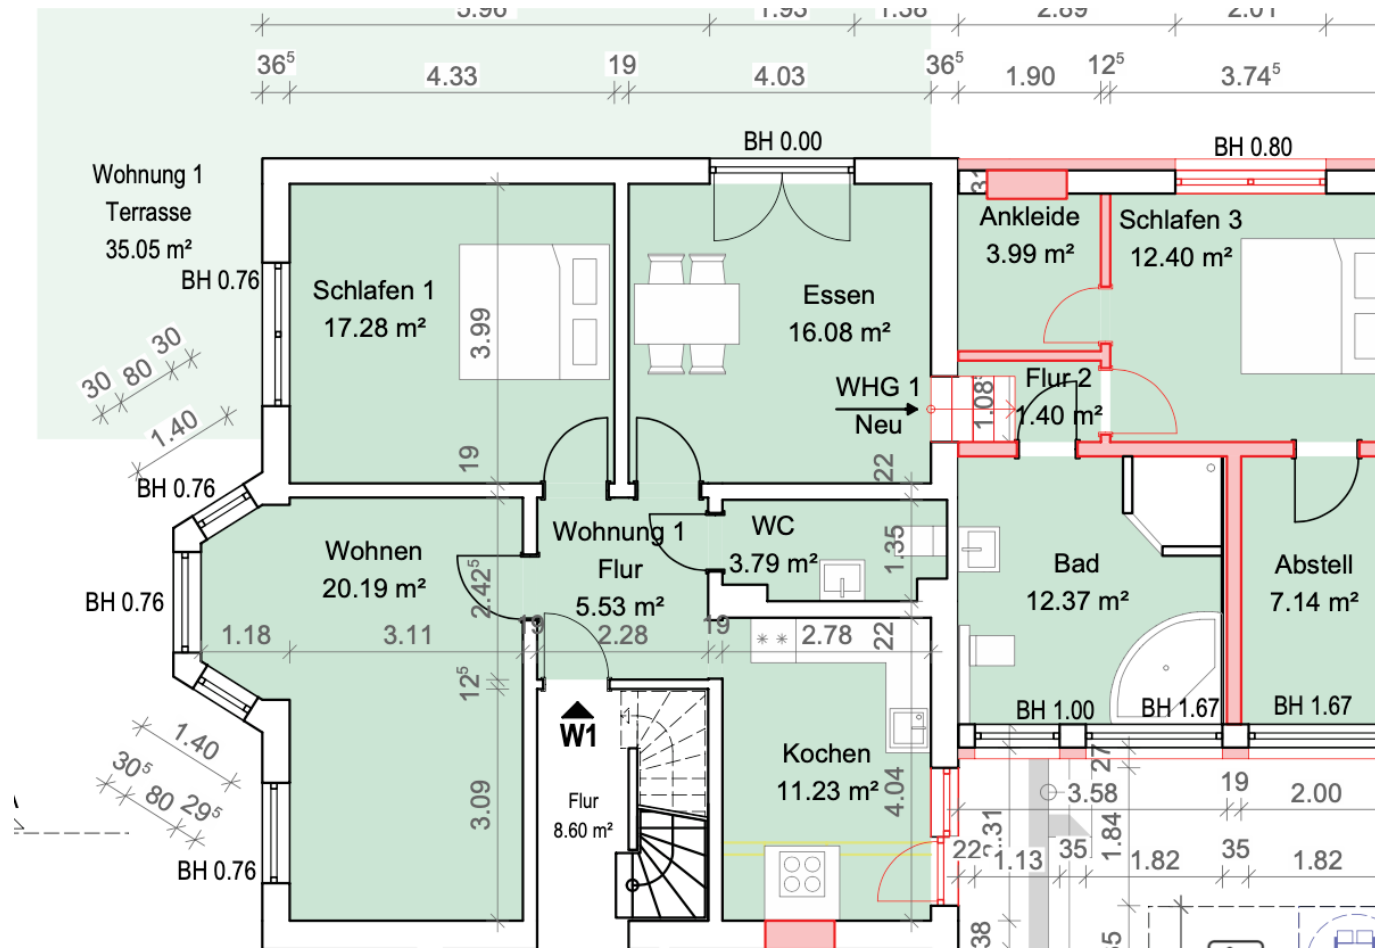 5.96
1.93
1.38
2.89
2.01
36⁵
4.33
19
4.03
36⁵
1.90
12⁵
3.74⁵
BH 0.00
BH 0.80
Wohnung 1
Terrasse
35.05 m²
BH 0.76
Schlafen 1
17.28 m²
3.99
Essen
16.08 m²
31
Ankleide
3.99 m²
Schlafen 3
12.40 m²
30
80
30
1.40
WHG 1
Neu
1.08⁵
Flur 2
1.40 m²
19
22
BH 0.76
Wohnen
20.19 m²
2.42⁵
Wohnung 1
Flur
5.53 m²
WC
3.79 m²
1.35
Bad
12.37 m²
Abstell
7.14 m²
BH 0.76
1.18
3.11
19
2.28
19
2.78
22
12⁵
W1
BH 1.00
BH 1.67
BH 1.67
1.40
30⁵
80
29⁵
Kochen
11.23 m²
4.04
3.09
Flur
8.60 m²
BH 0.76
27
3.58
19
2.00
1.84
22
1.13
35
1.82
35
1.82
38